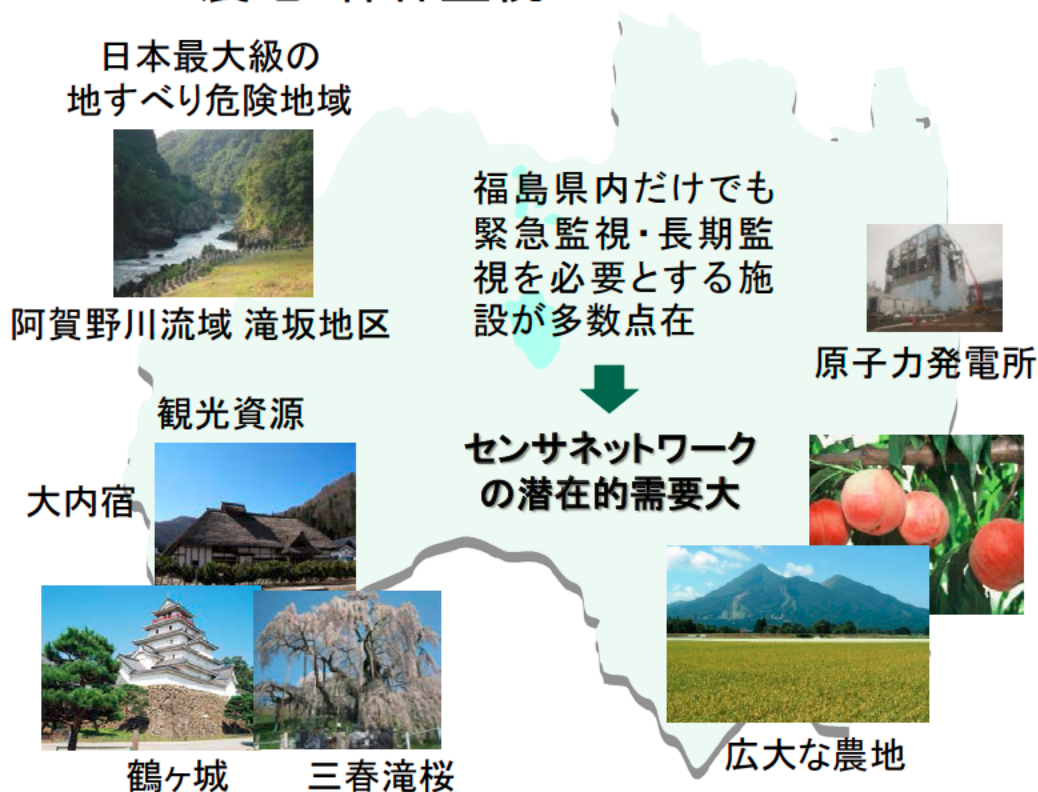 日本最大級の
地すべり危険地域
阿賀野川流域 滝坂地区
福島県内だけでも
緊急監視・長期監
視を必要とする施
設が多数点在
原子力発電所
センサネットワーク
の潜在的需要大
観光資源
大内宿
鶴ヶ城
三春滝桜
広大な農地